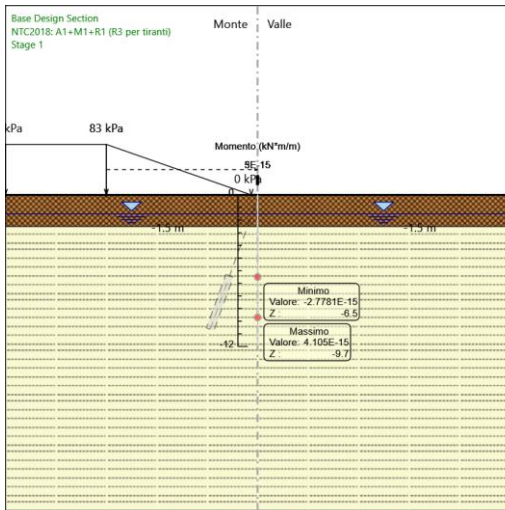 Base Design Section
NTC2018: A1+M1+R1 (R3 per tiranti)
Stage 1
Monte
Valle
kPa
83 kPa
Momento (kN*m/m)
5E-15
0 kPa
0
-1.5 m
-1.5 m
Minimo
Valore: -2.7781E-15
Z : -6.5
Massimo
Valore: 4.105E-15
Z : -9.7
-12